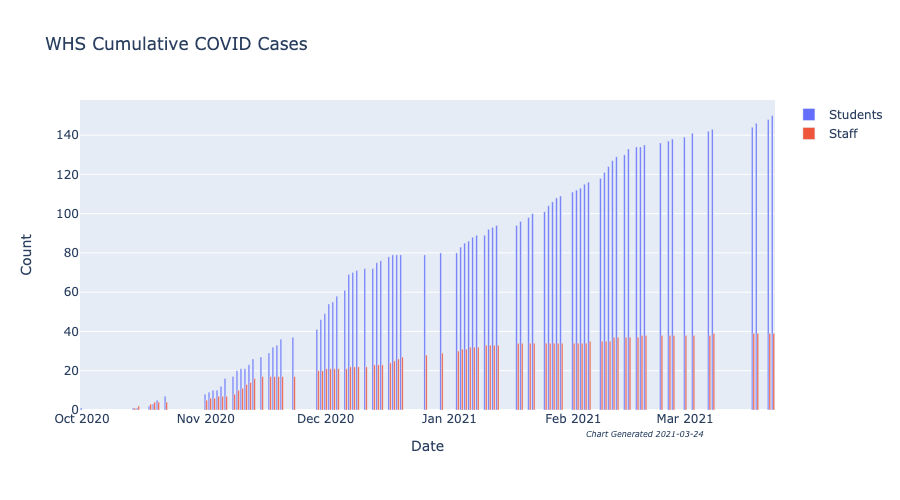 WHS Cumulative COVID Cases
Students
Staff
140
120
100
80
60
40
20
0
Count
Oct 2020 Nov 2020 Dec 2020 Jan 2021 Feb 2021 Mar 2021
Chart Generated 2021-03-24
Date